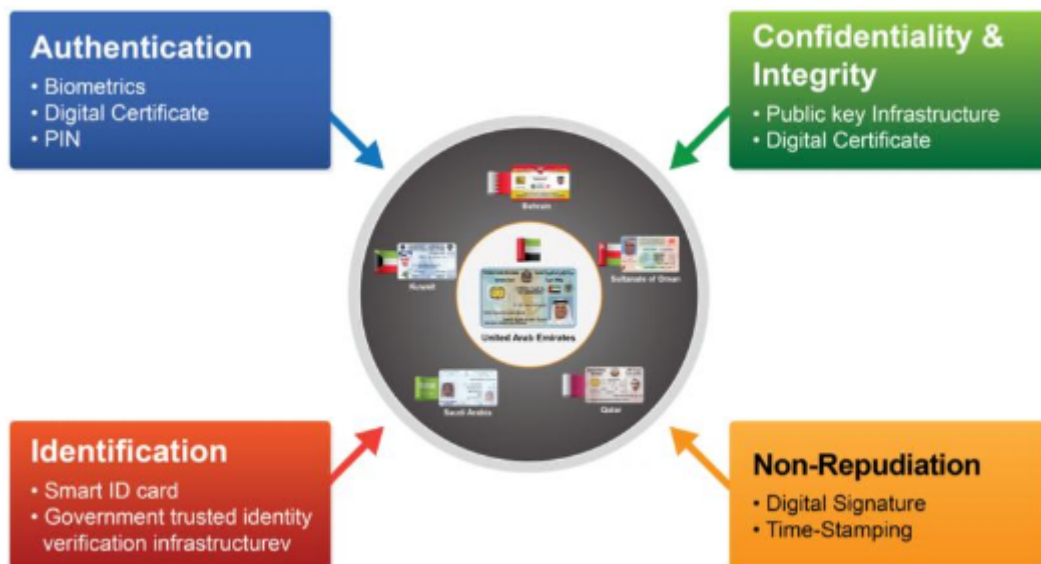 Authentication
• Biometrics
• Digital Certificate
• PIN
Confidentiality &
Integrity
• Public key Infrastructure
• Digital Certificate
Bahrain
Kuwait
Sultanate of Oman
United Arab Emirates
Saudi Arabia
Qatar
Identification
• Smart ID card
• Government trusted identity
verification infrastructurev
Non-Repudiation
• Digital Signature
• Time-Stamping